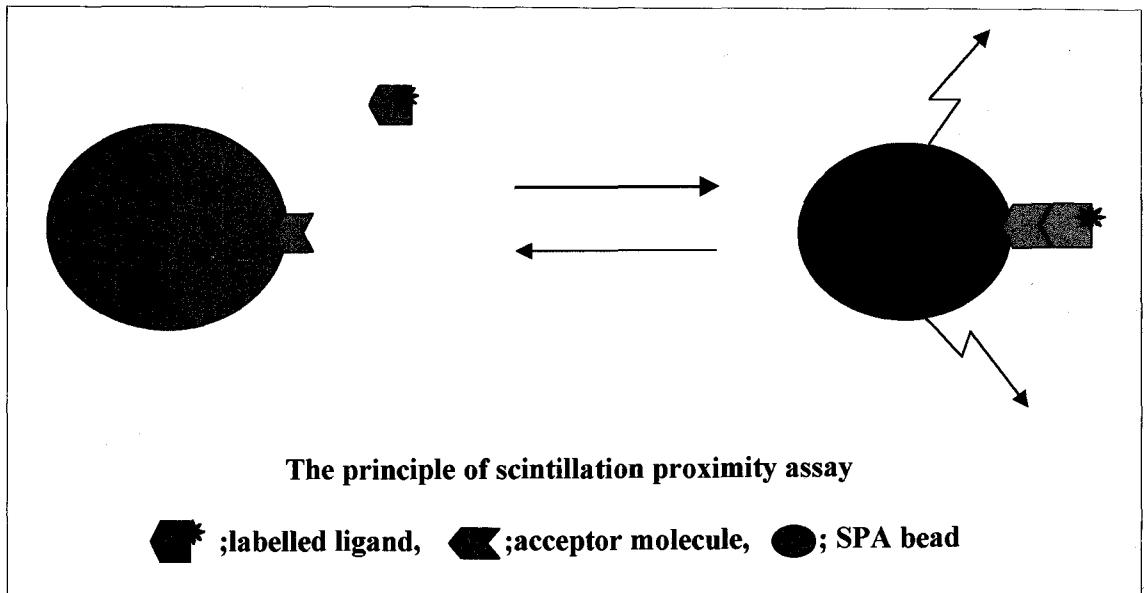 The principle of scintillation proximity assay
;labelled ligand, ;acceptor molecule, ; SPA bead